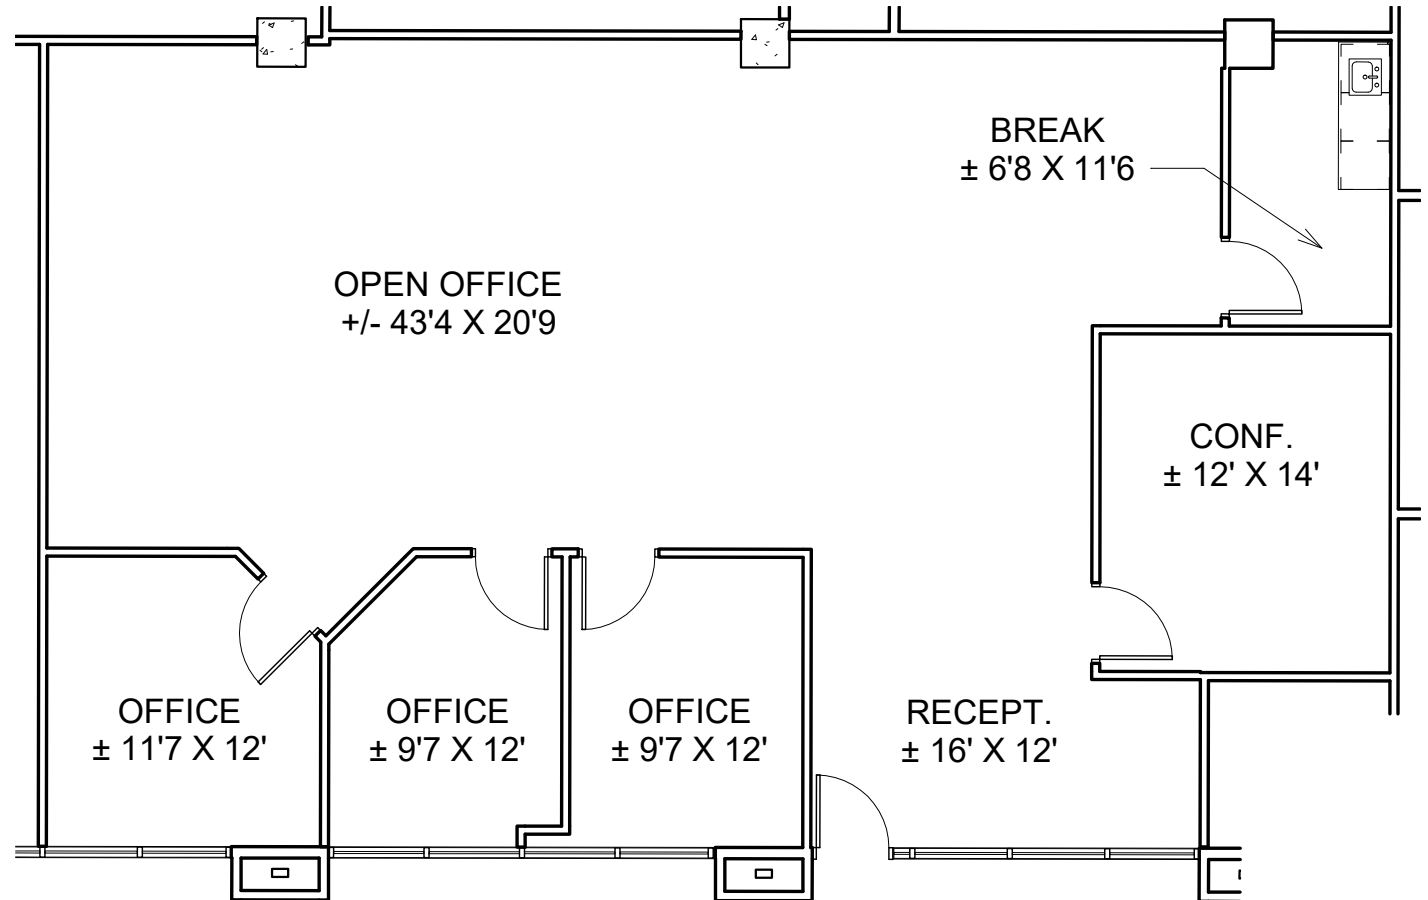 BREAK
± 6'8 X 11'6
OPEN OFFICE
+/- 43'4 X 20'9
CONF.
± 12' X 14'
OFFICE
± 11'7 X 12'
OFFICE
± 9'7 X 12'
OFFICE
± 9'7 X 12'
RECEPT.
± 16' X 12'